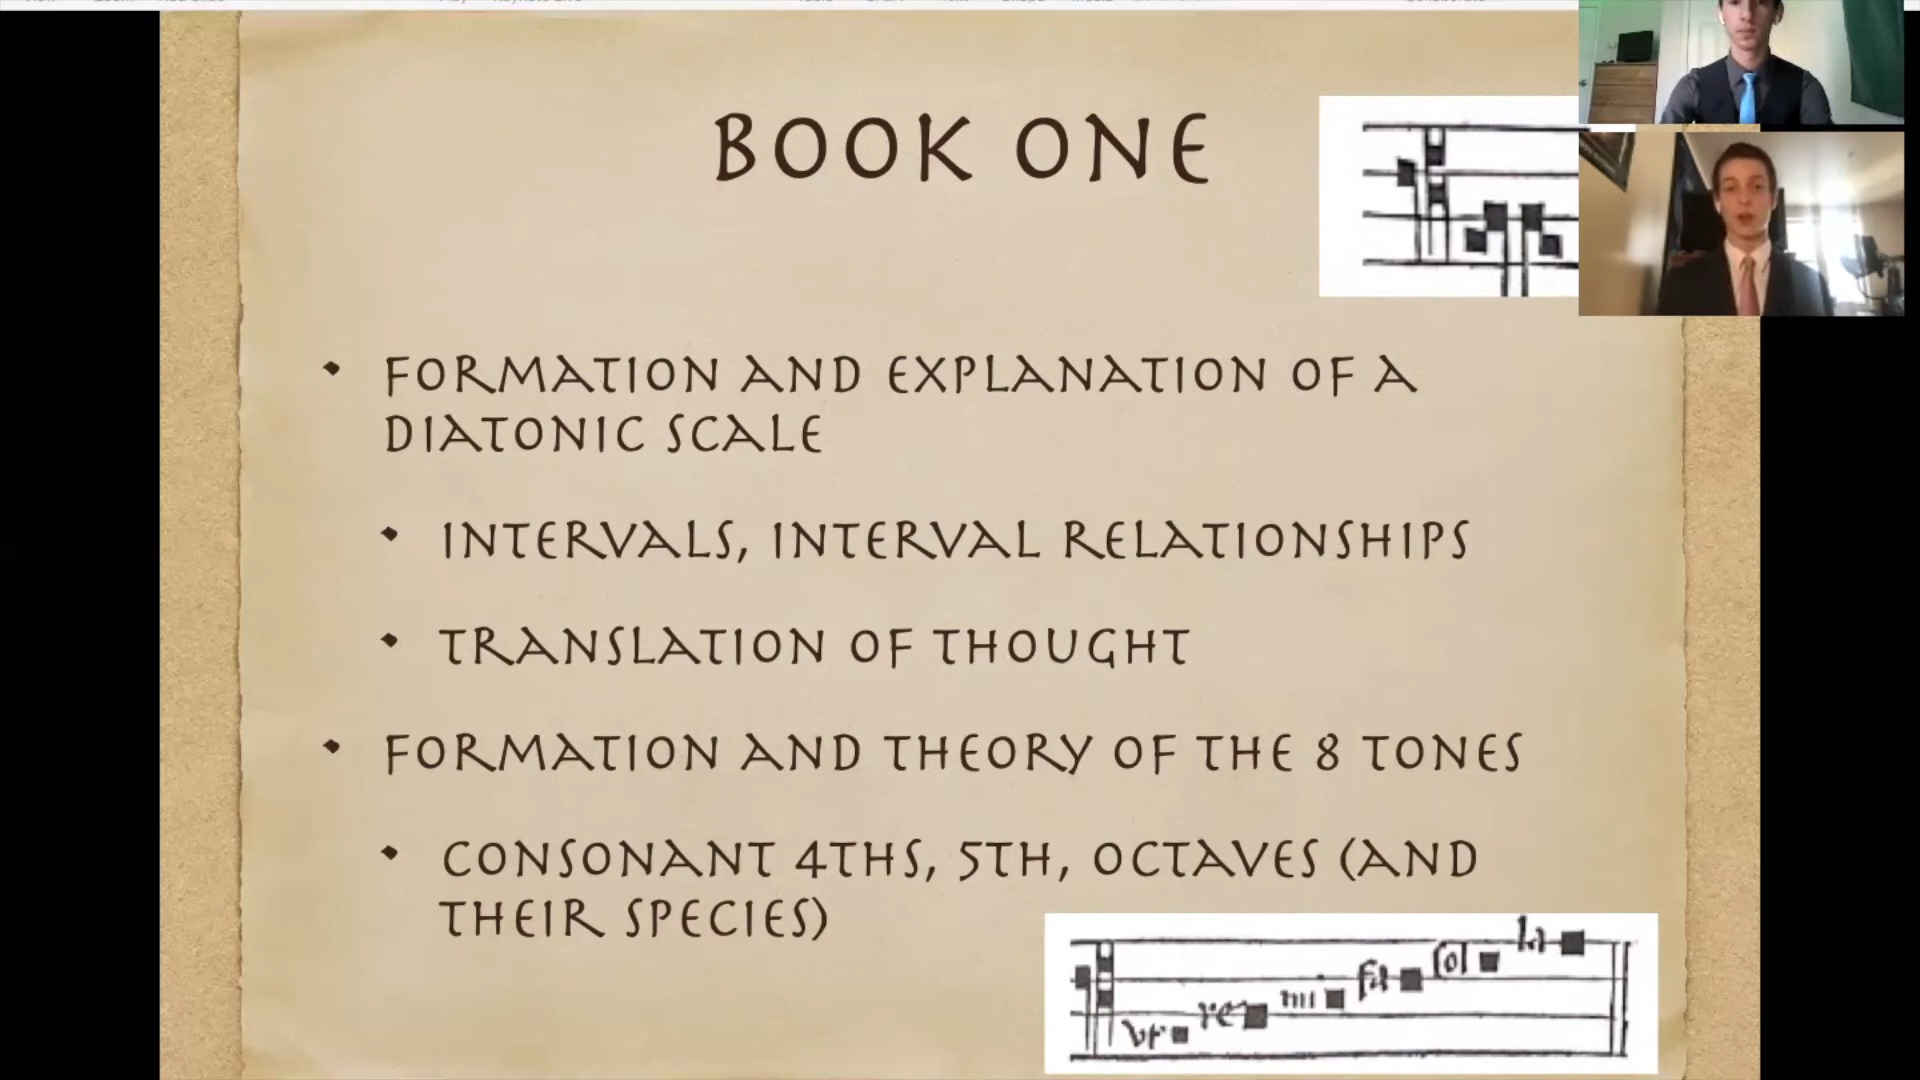 BOOK ONE
• FORMATION AND EXPLANATION OF A
DIATONIC SCALE
• INTERVALS, INTERVAL RELATIONSHIPS
• TRANSLATION OF THOUGHT
• FORMATION AND THEORY OF THE 8 TONES
• CONSONANT 4THS, 5TH, OCTAVES (AND
THEIR SPECIES)
vt re mi fa sol la